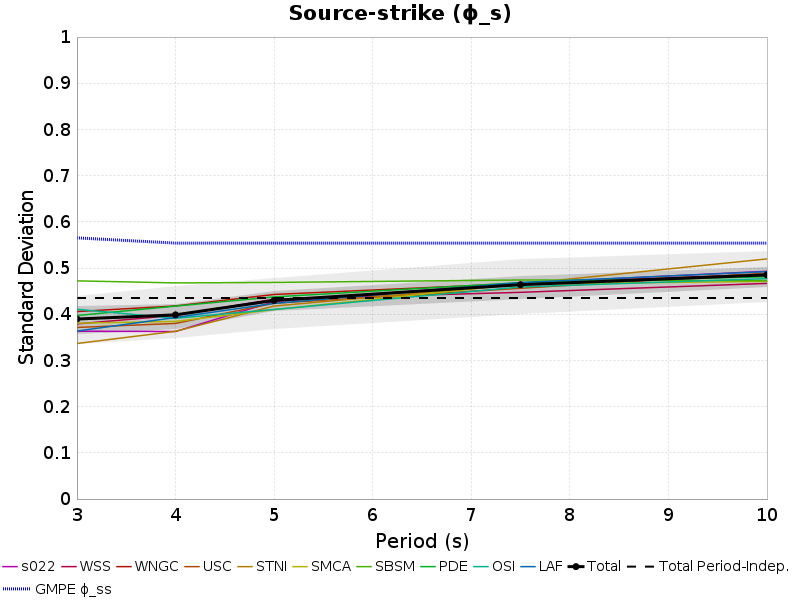 Source-strike (ϕ_s)
1
0.9
0.8
0.7
0.6
0.5
0.4
0.3
0.2
0.1
0
Standard Deviation
3 4 5 6 7 8 9 10
Period (s)
s022 WSS WNGC USC STNI SMCA SBSM PDE OSI LAF Total Total Period-Indep.
GMPE ϕ_ss